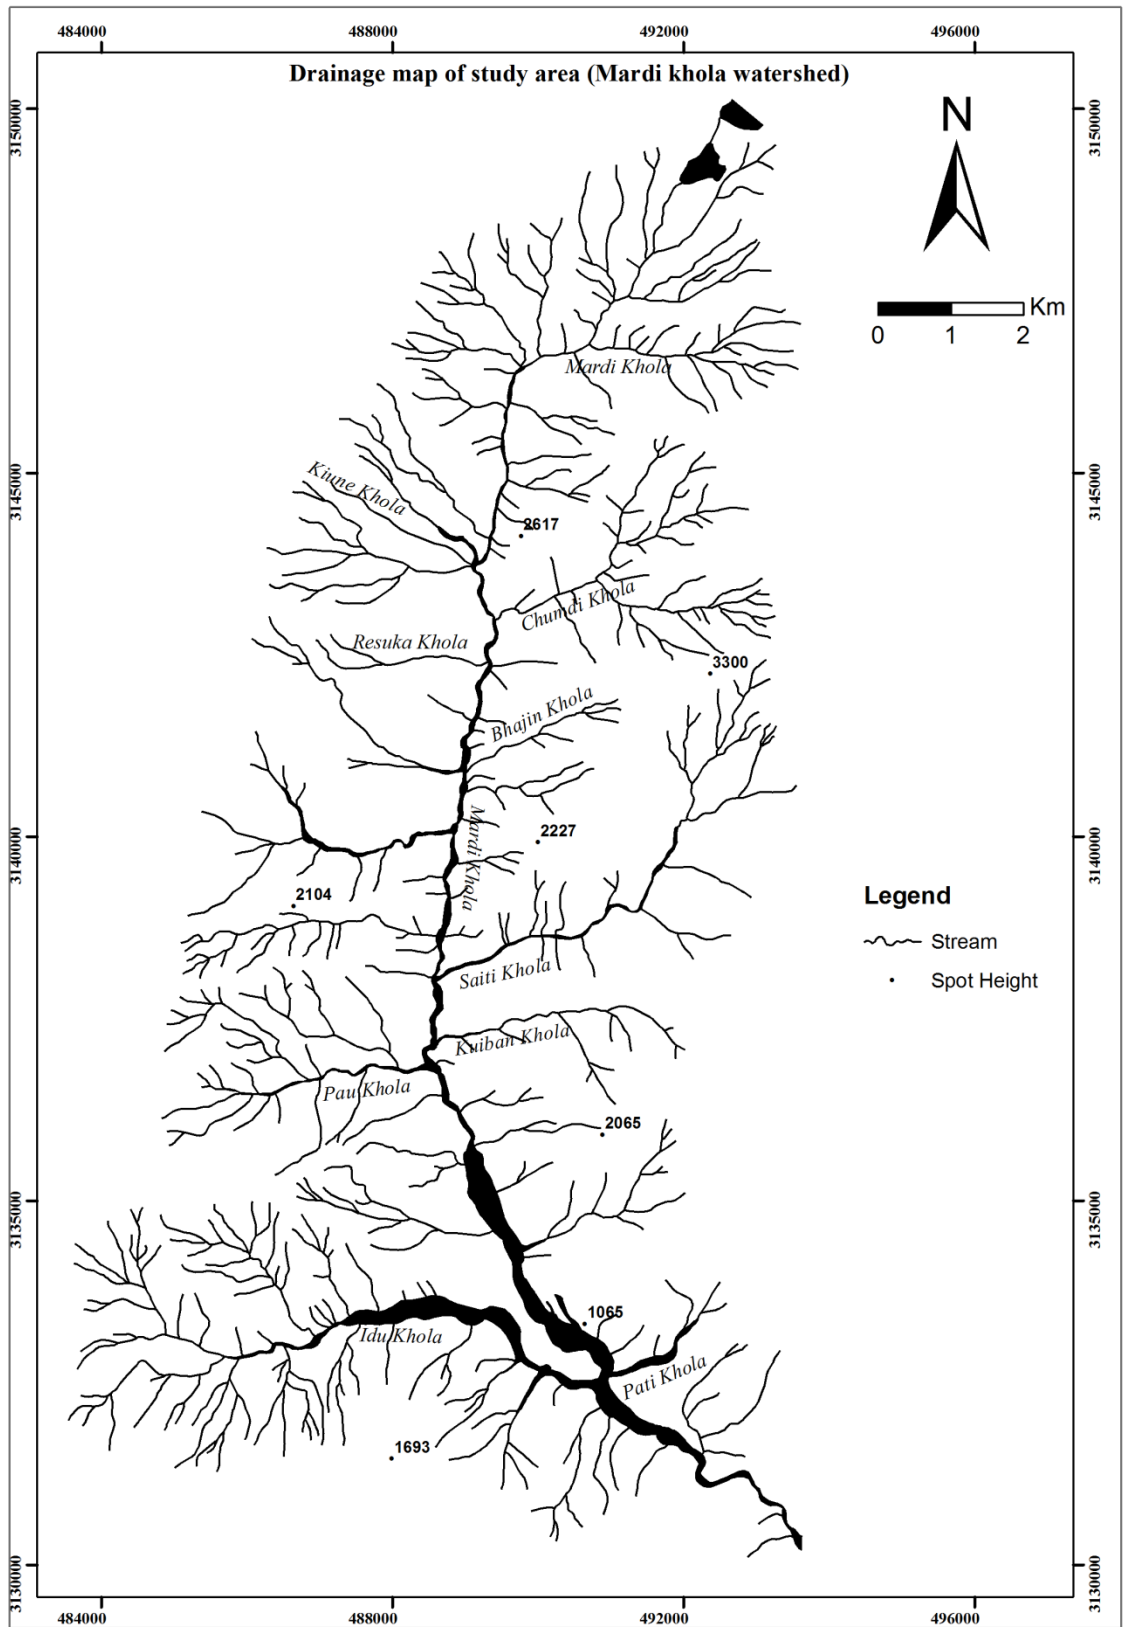 484000
488000
492000
496000
Drainage map of study area (Mardi khola watershed)
3150000
3150000
N
Km
0
1
2
Mardi Khola
3145000
3145000
Kiune Khola
2617
Chumdi Khola
Resuka Khola
3300
Bhajin Khola
Mardi Khola
2227
3140000
3140000
2104
Legend
Stream
Saiti Khola
Spot Height
Kuiban Khola
Pau Khola
2065
3135000
3135000
1065
Idu Khola
Pati Khola
1693
3130000
3130000
484000
488000
492000
496000